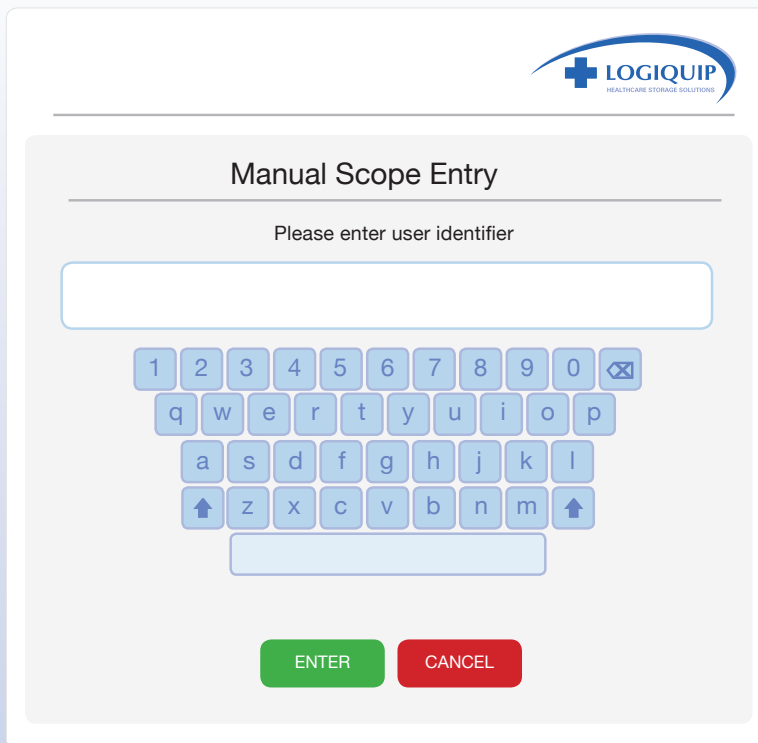 LOGIQUIP
HEALTHCARE STORAGE SOLUTIONS
Manual Scope Entry
Please enter user identifier
1 2 3 4 5 6 7 8 9 0
q w e r t y u i o p
a s d f g h j k l
z x c v b n m
ENTER CANCEL